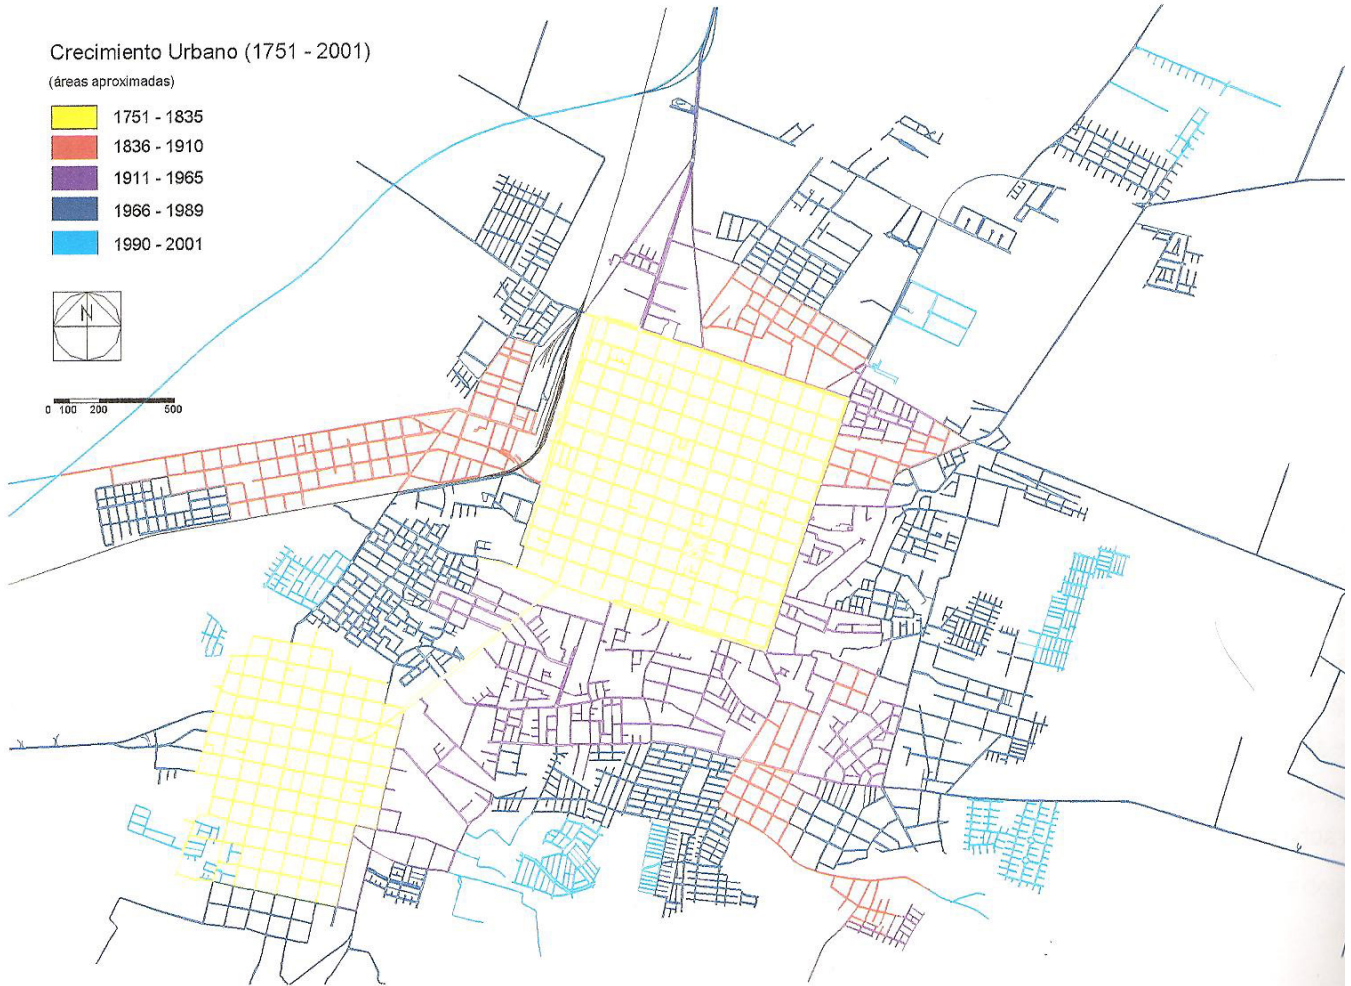 Crecimiento Urbano (1751 - 2001)
(áreas aproximadas)
1751 - 1835
1836 - 1910
1911 - 1965
1966 - 1989
1990 - 2001
N
0 100 200 500